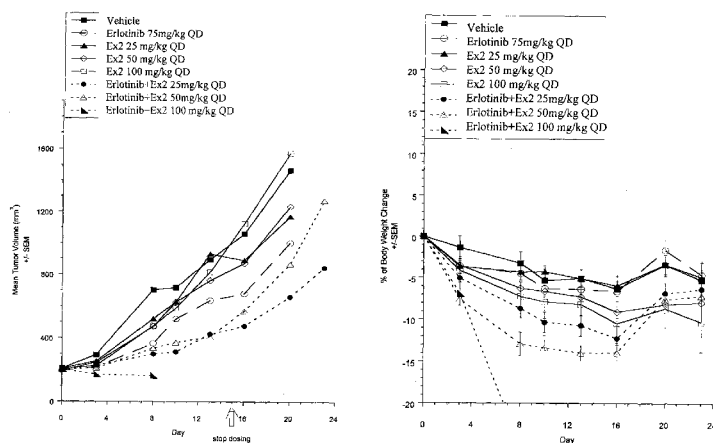 Vehicle
Erlotinib 75mg/kg QD
Ex2 25 mg/kg QD
Ex2 50 mg/kg QD
Ex2 100 mg/kg QD
Erlotinib+Ex2 25mg/kg QD
Erlotinib+Ex2 50mg/kg QD
Erlotinib+Ex2 100 mg/kg QD
1600
1200
800
400
0
Mean Tumor Volume (mm³)
+/-SEM
0 4 8 12 16 20 24
Day
stop dosing
Vehicle
Erlotinib 75mg/kg QD
Ex2 25 mg/kg QD
Ex2 50 mg/kg QD
Ex2 100 mg/kg QD
Erlotinib+Ex2 25mg/kg QD
Erlotinib+Ex2 50mg/kg QD
Erlotinib+Ex2 100 mg/kg QD
20
15
10
5
0
-5
-10
-15
-20
% of Body Weight Change
+/-SEM
0 4 8 12 16 20 24
Day